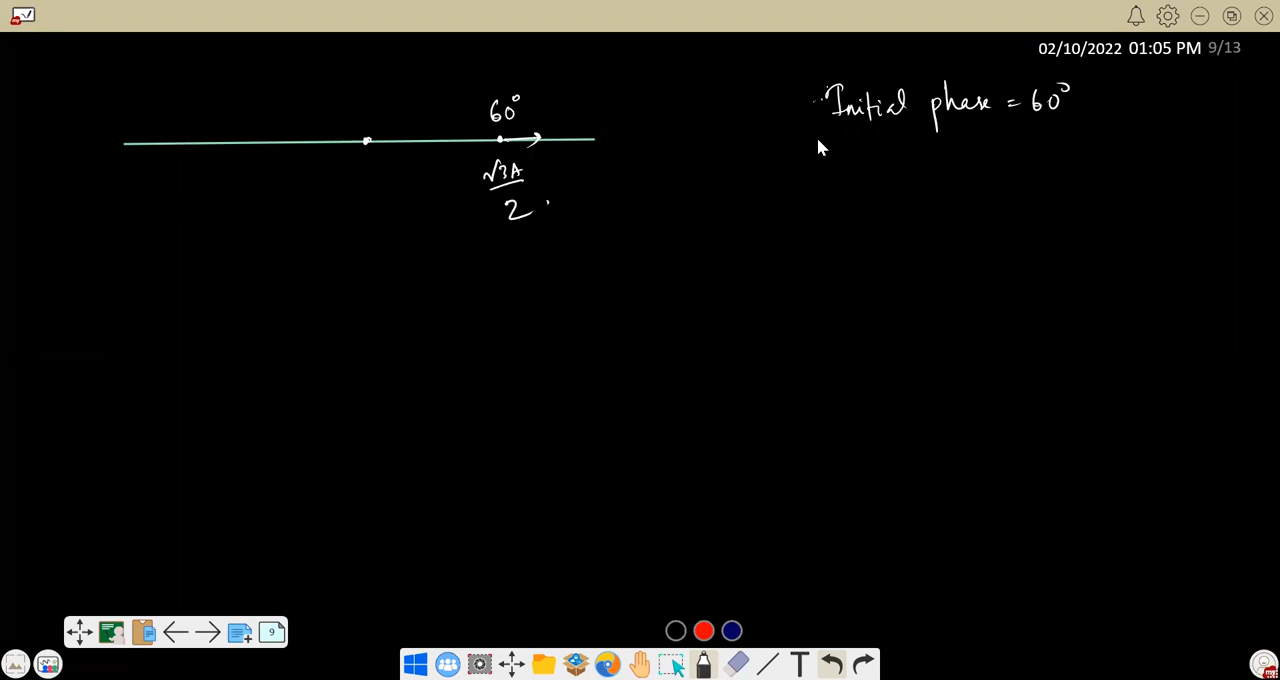 02/10/2022 01:05 PM 9/13
Initial phase = 60°
60°
√3A
2
9
T